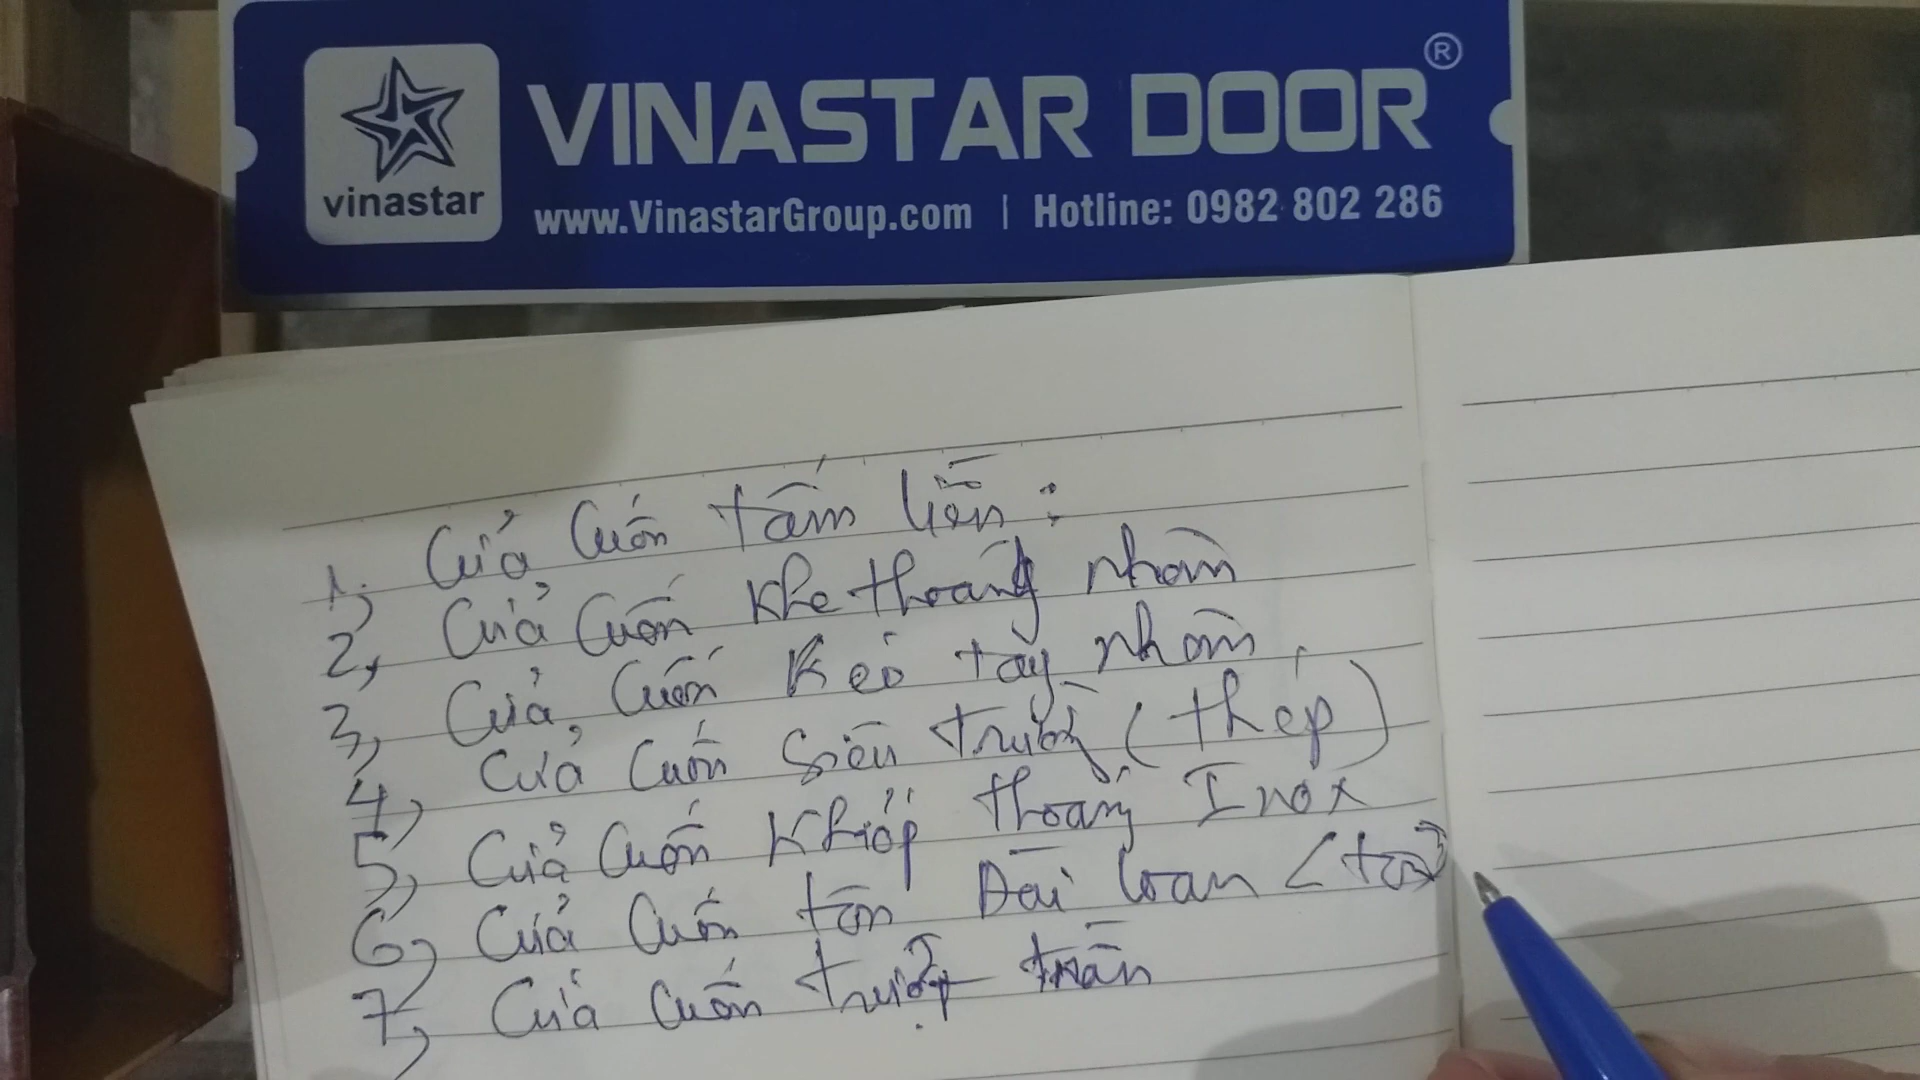 VINASTAR DOOR®
vinastar
www.VinastarGroup.com | Hotline: 0982 802 286
1, Cửa Cuốn tấm liền:
2, Cửa Cuốn Khe thoáng nhôm
3, Cửa Cuốn Kéo tay nhôm
4, Cửa Cuốn Siêu trường (thép)
5, Cửa Cuốn Khớp thoáng Inox
6, Cửa Cuốn tôn Đài loan
7, Cửa Cuốn trượt trần